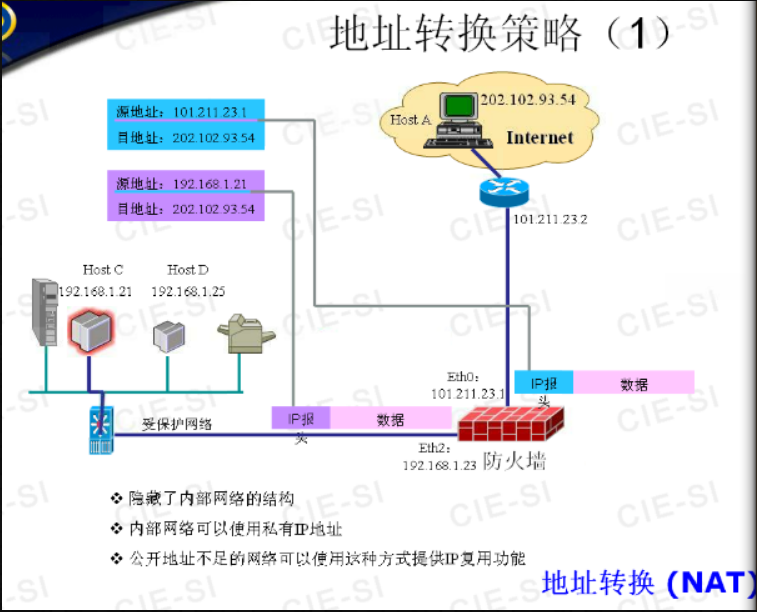 地址转换策略（1）
源地址：101.211.23.1
目地址：202.102.93.54
源地址：192.168.1.21
目地址：202.102.93.54
202.102.93.54
Host A
Internet
101.211.23.2
Host C
192.168.1.21
Host D
192.168.1.25
Eth0：
101.211.23.1
IP报
头
数据
受保护网络
IP报
头
数据
Eth2：
192.168.1.23
防火墙
❖ 隐藏了内部网络的结构
❖ 内部网络可以使用私有IP地址
❖ 公开地址不足的网络可以使用这种方式提供IP复用功能
地址转换 (NAT)
CIE-SI